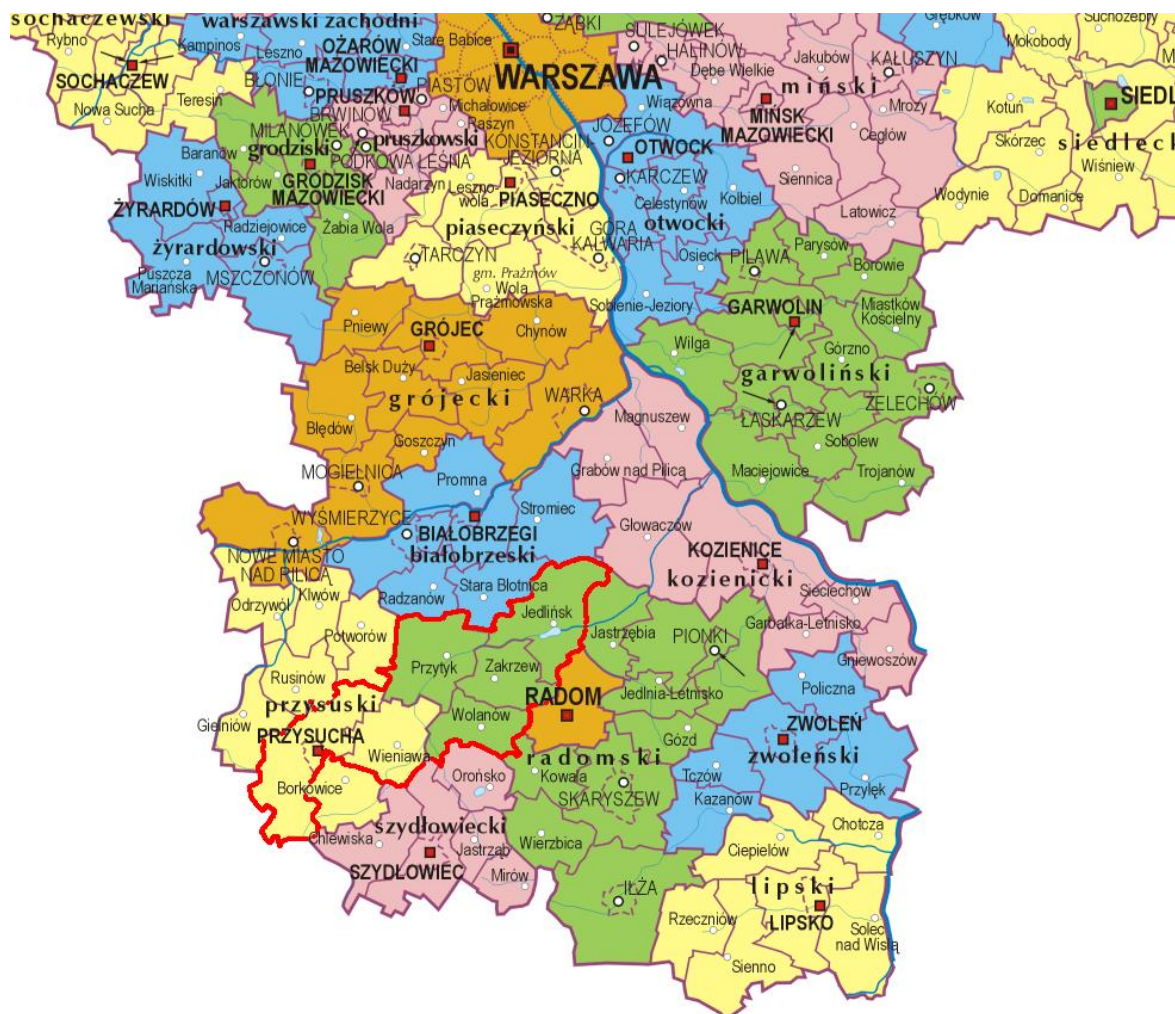 sochaczewski
Rybno
SOCHACZEW
Nowa Sucha
Teresin
Kampinos
warszawski zachodni
Leszno
OŻARÓW
MAZOWIECKI
Stare Babice
BŁONIE
PRUSZKÓW
PIASTÓW
BRWINÓW
Michałowice
Raszyn
MILANÓWEK
pruszkowski
grodziski
PODKOWA LEŚNA
Nadarzyn
Baranów
Jaktorów
GRODZISK
MAZOWIECKI
Żabia Wola
WARSZAWA
ZĄBKI
SULEJÓWEK
HALINÓW
Dębe Wielkie
Jakubów
KAŁUSZYN
miński
MIŃSK
MAZOWIECKI
Mrozy
Cegłów
Siennica
Latowicz
Grębków
Mokobody
Suchożebry
Kotuń
SIEDL
Skórzec
siedleck
Wiśniew
Wodynie
Domanice
Wiązowna
JÓZEFÓW
OTWOCK
KARCZEW
Celestynów
Kołbiel
otwocki
Osieck
Sobienie-Jeziory
KONSTANCIN-
JEZIORNA
Leszno-
wola
PIASECZNO
piaseczyński
GÓRA
KALWARIA
TARCZYN
gm. Prażmów
Wola
Prażmowska
Wiskitki
ŻYRARDÓW
Radziejowice
żyrardowski
Puszcza
Mariańska
MSZCZONÓW
Parysów
PILAWA
Borowie
GARWOLIN
Miastków
Kościelny
Wilga
Górzno
garwoliński
ŁASKARZEW
ŻELECHÓW
Sobolew
Maciejowice
Trojanów
Pniewy
GRÓJEC
Chynów
Belsk Duży
Jasieniec
grójecki
WARKA
Błędów
Goszczyn
MOGIELNICA
NOWE MIASTO
NAD PILICĄ
Promna
WYŚMIERZYCE
Stromiec
BIAŁOBRZEGI
białobrzeski
Radzanów
Stara Błotnica
Magnuszew
Grabów nad Pilicą
Głowaczów
KOZIENICE
kozienicki
Sieciechów
Garbatka-Letnisko
Gniewoszów
Odrzywół
Klwów
Potworów
Rusinów
przysuski
Gielniów
PRZYSUCHA
Wieniawa
Borkowice
Jedlińsk
Jastrzębia
PIONKI
Przytyk
Zakrzew
Jedlnia-Letnisko
RADOM
Wolanów
Gózd
radomski
Kowala
SKARYSZEW
Wierzbica
IŁŻA
Orońsko
szydłowiecki
Chlewiska
Jastrząb
SZYDŁOWIEC
Mirów
Policzna
ZWOLEŃ
zwoleński
Tczów
Kazanów
Przyłęk
Chotcza
Ciepielów
lipski
Rzeczniów
LIPSKO
Solec
nad Wisłą
Sienno